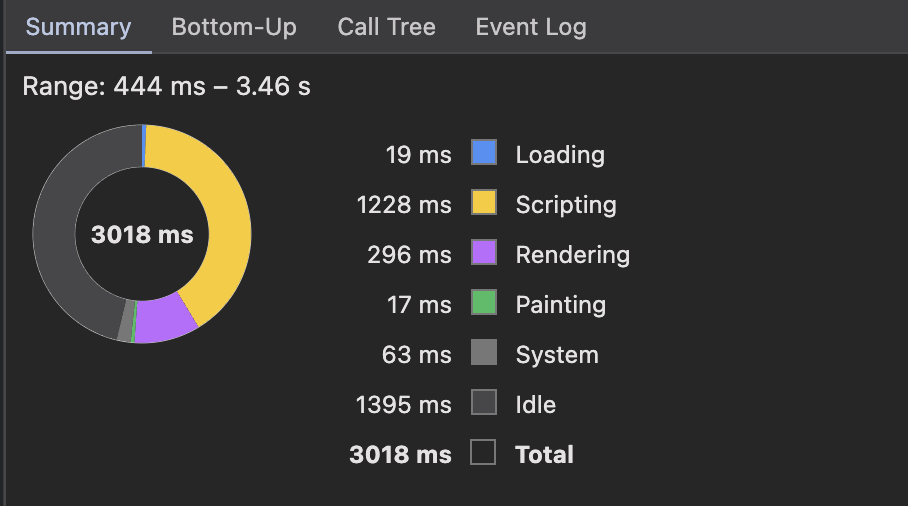 Summary Bottom-Up Call Tree Event Log
Range: 444 ms – 3.46 s
3018 ms
19 ms Loading
1228 ms Scripting
296 ms Rendering
17 ms Painting
63 ms System
1395 ms Idle
3018 ms Total